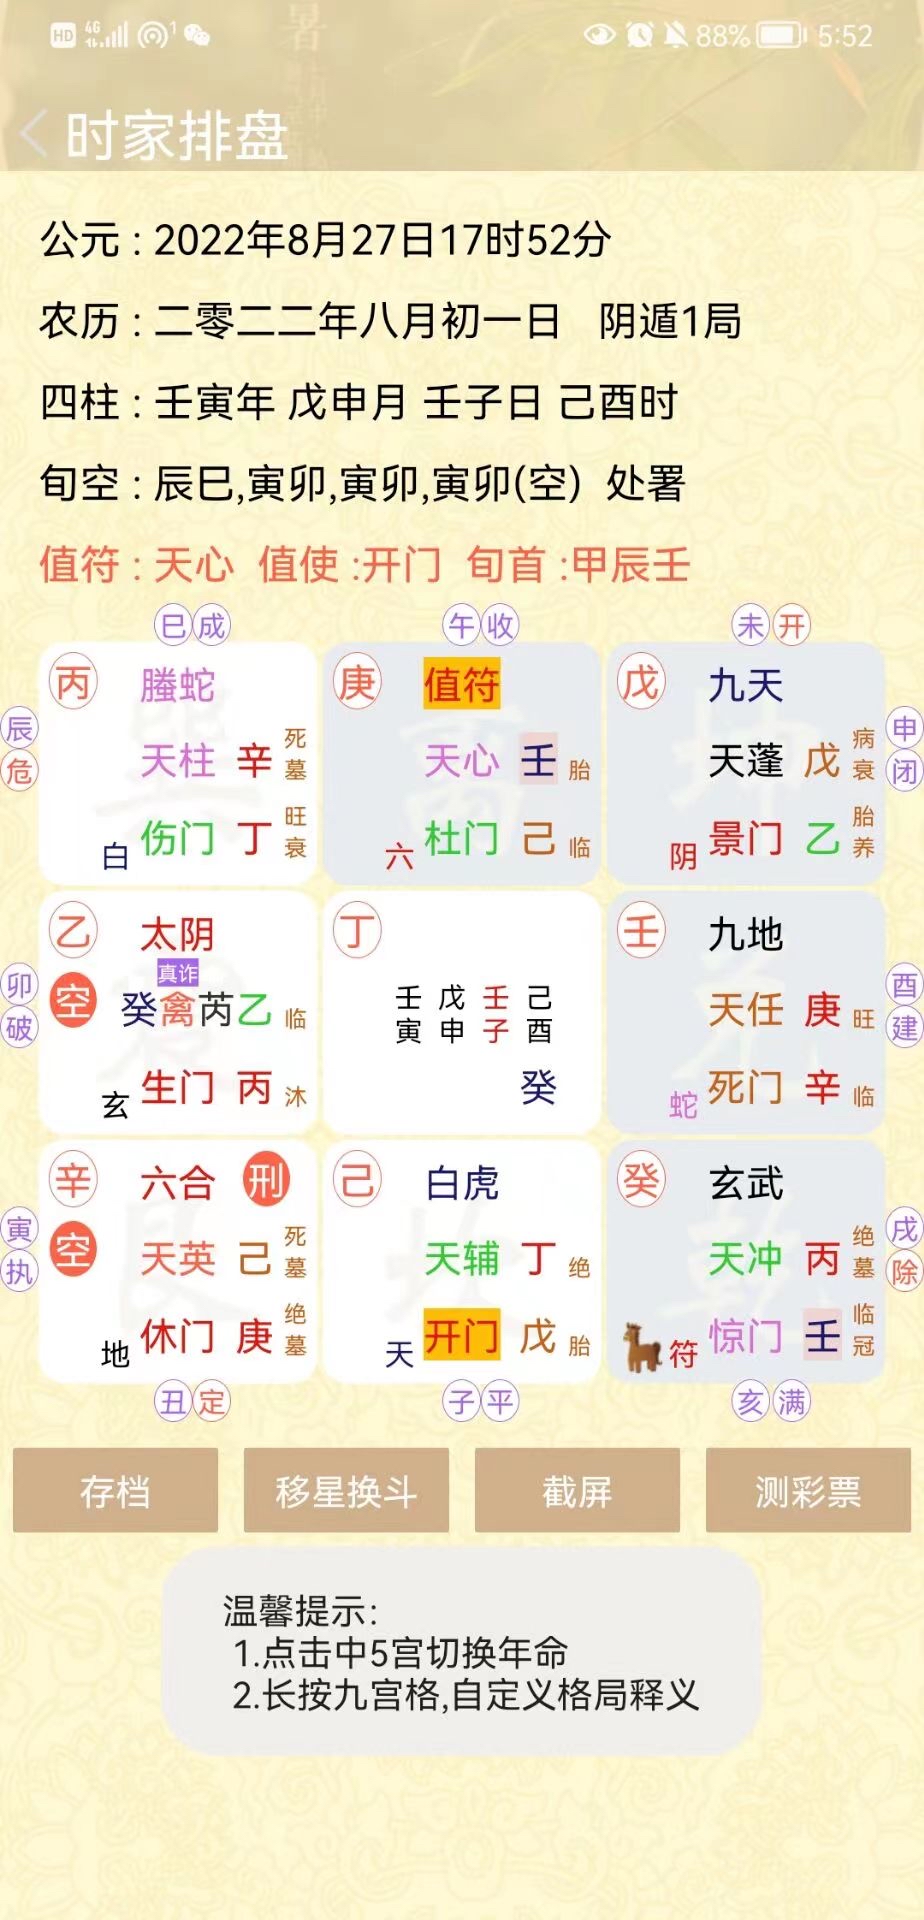 HD 4G 1 88% 5:52
时家排盘
公元：2022年8月27日17时52分
农历：二零二二年八月初一日 阴遁1局
四柱：壬寅年 戊申月 壬子日 己酉时
旬空：辰巳,寅卯,寅卯,寅卯(空) 处署
值符：天心 值使:开门 旬首:甲辰壬
巳成 午收 未开
丙 螣蛇 庚 值符 戊 九天
辰 申
危 闭
天柱 辛 死墓 天心 壬 胎 天蓬 戊 病衰
白 伤门 丁 旺衰 六 杜门 己 临 阴 景门 乙 胎养
乙 太阴 丁 壬 九地
真诈
卯 空 癸禽芮乙 临 壬 戊 壬 己 天任 庚 旺 酉
破 寅 申 子 酉 建
玄 生门 丙 沐 癸 蛇 死门 辛 临
辛 六合 刑 己 白虎 癸 玄武
寅 空 天英 己 死墓 天辅 丁 绝 天冲 丙 绝墓 戌
执 除
地 休门 庚 绝墓 天 开门 戊 胎 符 惊门 壬 临冠
丑定 子平 亥满
存档 移星换斗 截屏 测彩票
温馨提示:
1.点击中5宫切换年命
2.长按九宫格,自定义格局释义